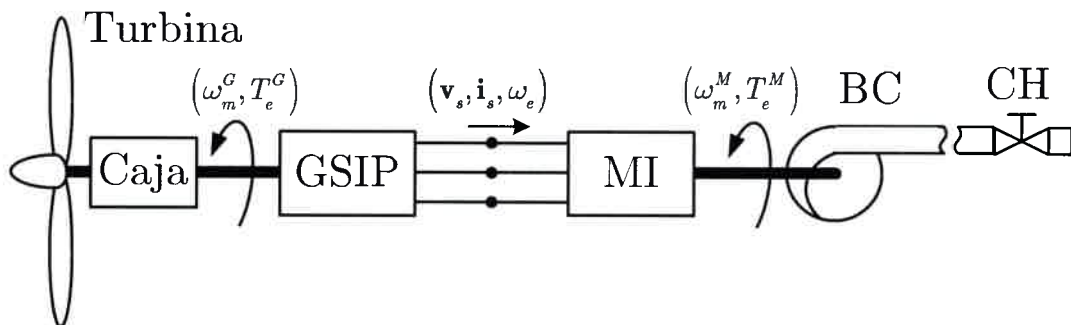 Turbina
(ω_m^G, T_e^G)
(v_s, i_s, ω_e)
(ω_m^M, T_e^M)
BC
CH
Caja
GSIP
MI